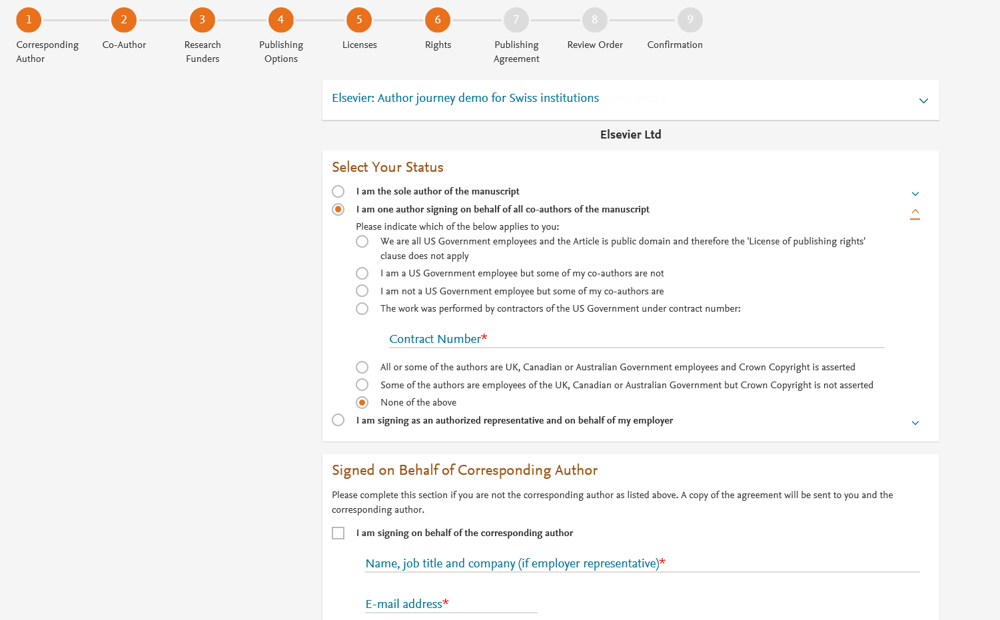 1 2 3 4 5 6 7 8 9
Corresponding Co-Author Research Publishing Licenses Rights Publishing Review Order Confirmation
Author Funders Options Agreement
Elsevier: Author journey demo for Swiss institutions
Elsevier Ltd
Select Your Status
I am the sole author of the manuscript
I am one author signing on behalf of all co-authors of the manuscript
Please indicate which of the below applies to you:
We are all US Government employees and the Article is public domain and therefore the 'License of publishing rights'
clause does not apply
I am a US Government employee but some of my co-authors are not
I am not a US Government employee but some of my co-authors are
The work was performed by contractors of the US Government under contract number:
Contract Number*
All or some of the authors are UK, Canadian or Australian Government employees and Crown Copyright is asserted
Some of the authors are employees of the UK, Canadian or Australian Government but Crown Copyright is not asserted
None of the above
I am signing as an authorized representative and on behalf of my employer
Signed on Behalf of Corresponding Author
Please complete this section if you are not the corresponding author as listed above. A copy of the agreement will be sent to you and the
corresponding author.
I am signing on behalf of the corresponding author
Name, job title and company (if employer representative)*
E-mail address*